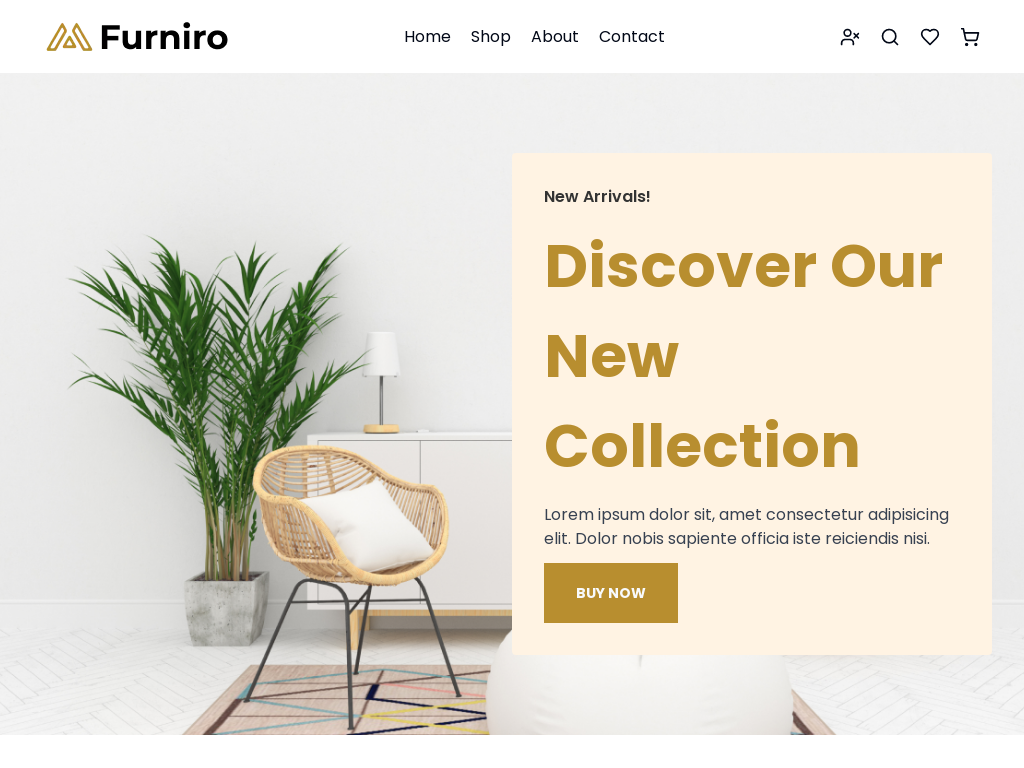 Furniro
Home Shop About Contact
New Arrivals!
Discover Our
New
Collection
Lorem ipsum dolor sit, amet consectetur adipisicing
elit. Dolor nobis sapiente officia iste reiciendis nisi.
BUY NOW